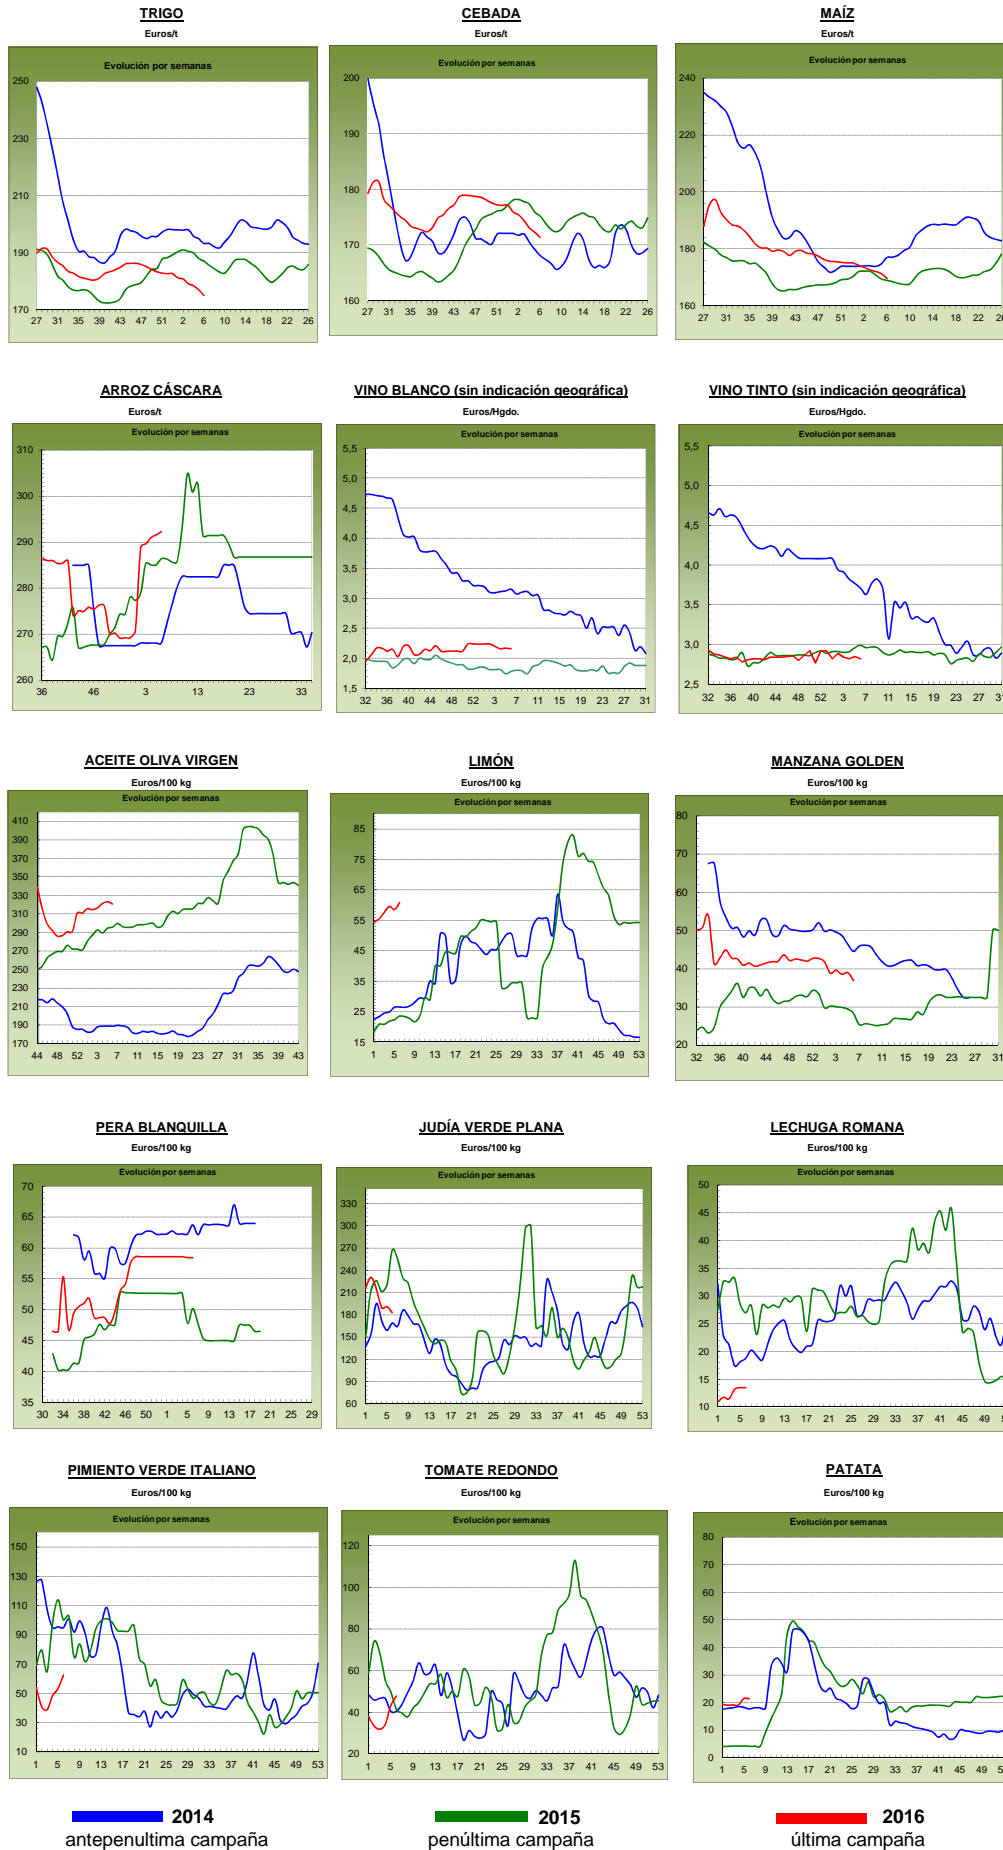 TRIGO
Euros/t
Evolución por semanas
250
230
210
190
170
27 31 35 39 43 47 51 2 6 10 14 18 22 26
CEBADA
Euros/t
Evolución por semanas
200
190
180
170
160
27 31 35 39 43 47 51 2 6 10 14 18 22 26
MAÍZ
Euros/t
Evolución por semanas
240
220
200
180
160
27 31 35 39 43 47 51 2 6 10 14 18 22 26
ARROZ CÁSCARA
Euros/t
Evolución por semanas
310
300
290
280
270
260
36 46 3 13 23 33
VINO BLANCO (sin indicación geográfica)
Euros/Hgdo.
Evolución por semanas
5,5
5,0
4,5
4,0
3,5
3,0
2,5
2,0
1,5
32 36 40 44 48 52 3 7 11 15 19 23 27 31
VINO TINTO (sin indicación geográfica)
Euros/Hgdo.
Evolución por semanas
5,5
5,0
4,5
4,0
3,5
3,0
2,5
32 36 40 44 48 52 3 7 11 15 19 23 27 31
ACEITE OLIVA VIRGEN
Euros/100 kg
Evolución por semanas
410
390
370
350
330
310
290
270
250
230
210
190
170
44 48 52 3 7 11 15 19 23 27 31 35 39 43
LIMÓN
Euros/100 kg
Evolución por semanas
85
75
65
55
45
35
25
15
1 5 9 13 17 21 25 29 33 37 41 45 49 53
MANZANA GOLDEN
Euros/100 kg
Evolución por semanas
80
70
60
50
40
30
20
32 36 40 44 48 52 3 7 11 15 19 23 27 31
PERA BLANQUILLA
Euros/100 kg
Evolución por semanas
70
65
60
55
50
45
40
35
30 34 38 42 46 50 1 5 9 13 17 21 25 29
JUDÍA VERDE PLANA
Euros/100 kg
Evolución por semanas
330
300
270
240
210
180
150
120
90
60
1 5 9 13 17 21 25 29 33 37 41 45 49 53
LECHUGA ROMANA
Euros/100 kg
Evolución por semanas
50
45
40
35
30
25
20
15
10
1 5 9 13 17 21 25 29 33 37 41 45 49
PIMIENTO VERDE ITALIANO
Euros/100 kg
Evolución por semanas
150
130
110
90
70
50
30
10
1 5 9 13 17 21 25 29 33 37 41 45 49 53
TOMATE REDONDO
Euros/100 kg
Evolución por semanas
120
100
80
60
40
20
1 5 9 13 17 21 25 29 33 37 41 45 49 53
PATATA
Euros/100 kg
Evolución por semanas
80
70
60
50
40
30
20
10
0
1 5 9 13 17 21 25 29 33 37 41 45 49
2014
antepenultima campaña
2015
penúltima campaña
2016
última campaña